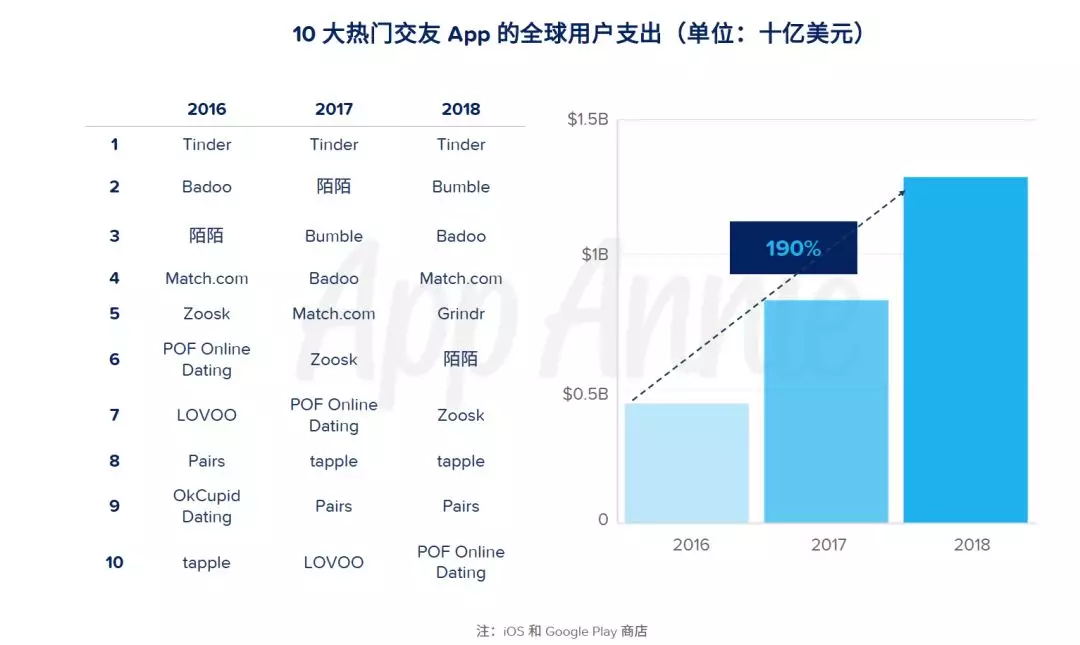 10 大热门交友 App 的全球用户支出（单位：十亿美元）
2016 2017 2018
1 Tinder Tinder Tinder
2 Badoo 陌陌 Bumble
3 陌陌 Bumble Badoo
4 Match.com Badoo Match.com
5 Zoosk Match.com Grindr
6 POF Online Dating Zoosk 陌陌
7 LOVOO POF Online Dating Zoosk
8 Pairs tapple tapple
9 OkCupid Dating Pairs Pairs
10 tapple LOVOO POF Online Dating
$1.5B
$1B
$0.5B
0
190%
2016 2017 2018
App Annie
注：iOS 和 Google Play 商店